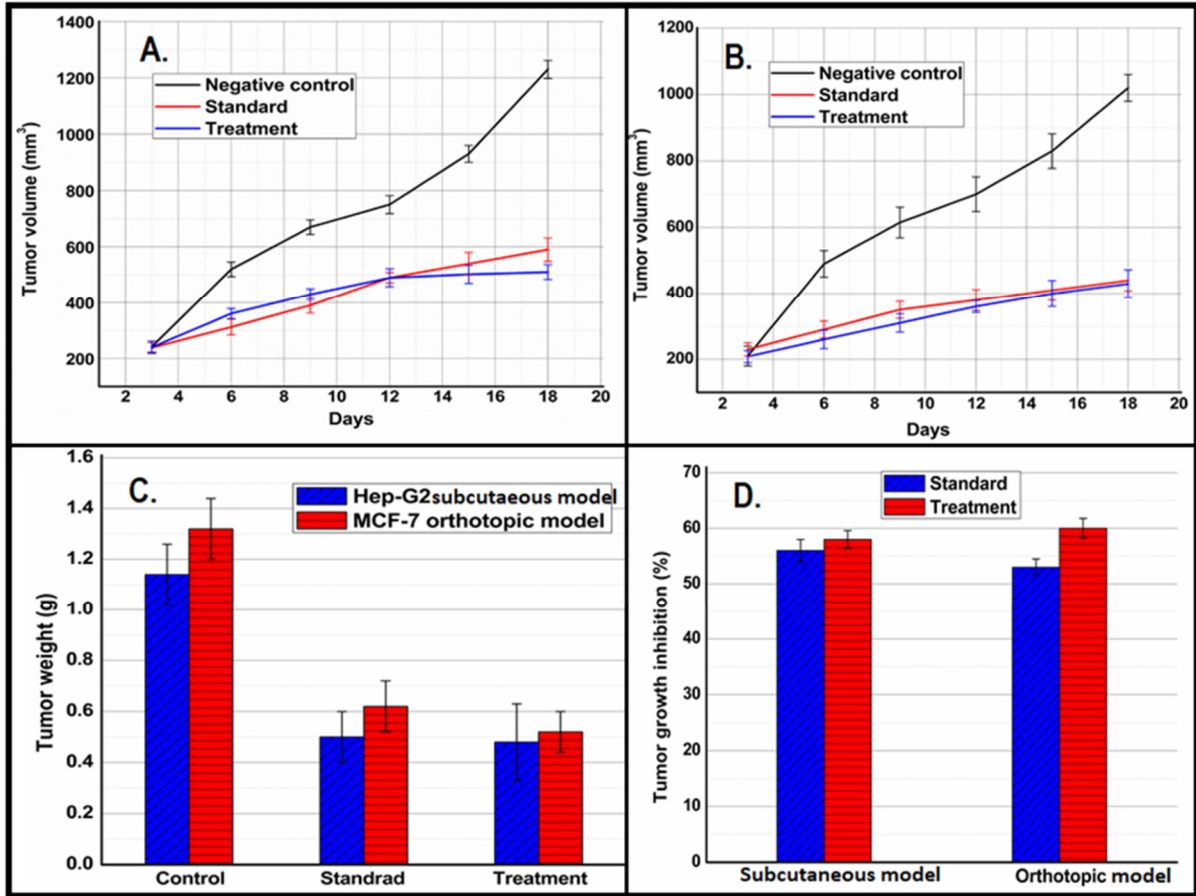 A.
Negative control
Standard
Treatment
Tumor volume (mm³)
1400
1200
1000
800
600
400
200
2 4 6 8 10 12 14 16 18 20
Days
B.
Negative control
Standard
Treatment
Tumor volume (mm³)
1200
1000
800
600
400
200
2 4 6 8 10 12 14 16 18 20
Days
C.
Hep-G2subcutaeous model
MCF-7 orthotopic model
Tumor weight (g)
1.6
1.4
1.2
1.0
0.8
0.6
0.4
0.2
0.0
Control Standrad Treatment
D.
Standard
Treatment
Tumor growth inhibition (%)
70
60
50
40
30
20
10
0
Subcutaneous model Orthotopic model